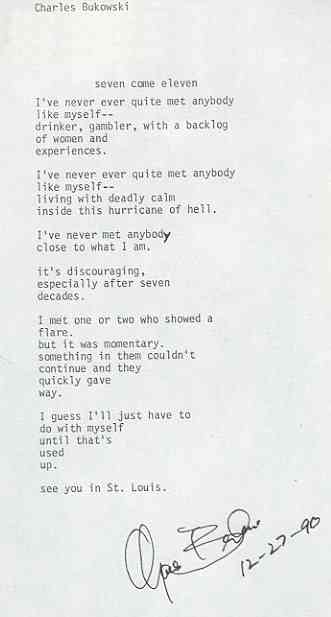 Charles Bukowski
seven come eleven
I've never ever quite met anybody
like myself--
drinker, gambler, with a backlog
of women and
experiences.
I've never ever quite met anybody
like myself--
living with deadly calm
inside this hurricane of hell.
I've never met anybody
close to what I am.
it's discouraging,
especially after seven
decades.
I met one or two who showed a
flare.
but it was momentary.
something in them couldn't
continue and they
quickly gave
way.
I guess I'll just have to
do with myself
until that's
used
up.
see you in St. Louis.
12-27-90